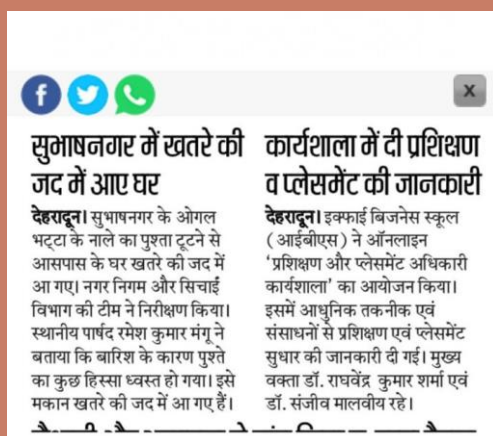 f
X
सुभाषनगर में खतरे की
जद में आए घर
देहरादून। सुभाषनगर के ओगल
भट्टा के नाले का पुश्ता टूटने से
आसपास के घर खतरे की जद में
आ गए। नगर निगम और सिचाई
विभाग की टीम ने निरीक्षण किया।
स्थानीय पार्षद रमेश कुमार मंगू ने
बताया कि बारिश के कारण पुश्ते
का कुछ हिस्सा ध्वस्त हो गया। इसे
मकान खतरे की जद में आ गए हैं।
कार्यशाला में दी प्रशिक्षण
व प्लेसमेंट की जानकारी
देहरादून। इक्फाई बिजनेस स्कूल
(आईबीएस) ने ऑनलाइन
‘प्रशिक्षण और प्लेसमेंट अधिकारी
कार्यशाला’ का आयोजन किया।
इसमें आधुनिक तकनीक एवं
संसाधनों से प्रशिक्षण एवं प्लेसमेंट
सुधार की जानकारी दी गई। मुख्य
वक्ता डॉ. राघवेंद्र कुमार शर्मा एवं
डॉ. संजीव मालवीय रहे।